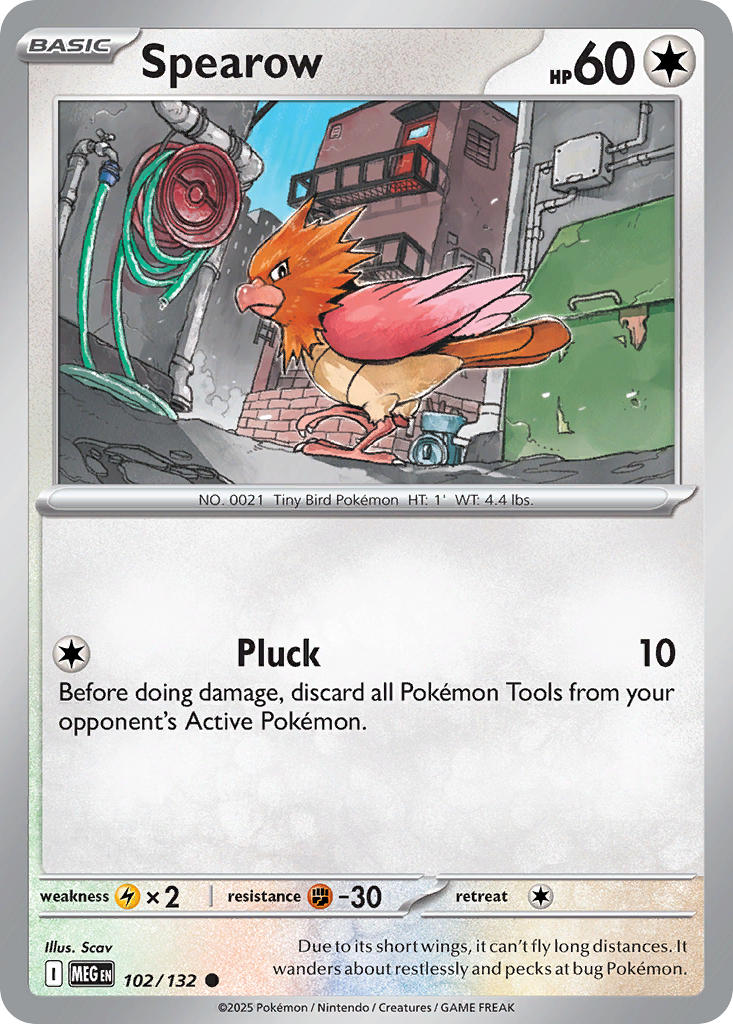 BASIC
Spearow
HP 60
NO. 0021 Tiny Bird Pokémon HT: 1' WT: 4.4 lbs.
Pluck 10
Before doing damage, discard all Pokémon Tools from your
opponent's Active Pokémon.
weakness ×2 resistance -30 retreat
Illus. Scav
Due to its short wings, it can't fly long distances. It
wanders about restlessly and pecks at bug Pokémon.
I MEG EN 102/132
©2025 Pokémon / Nintendo / Creatures / GAME FREAK